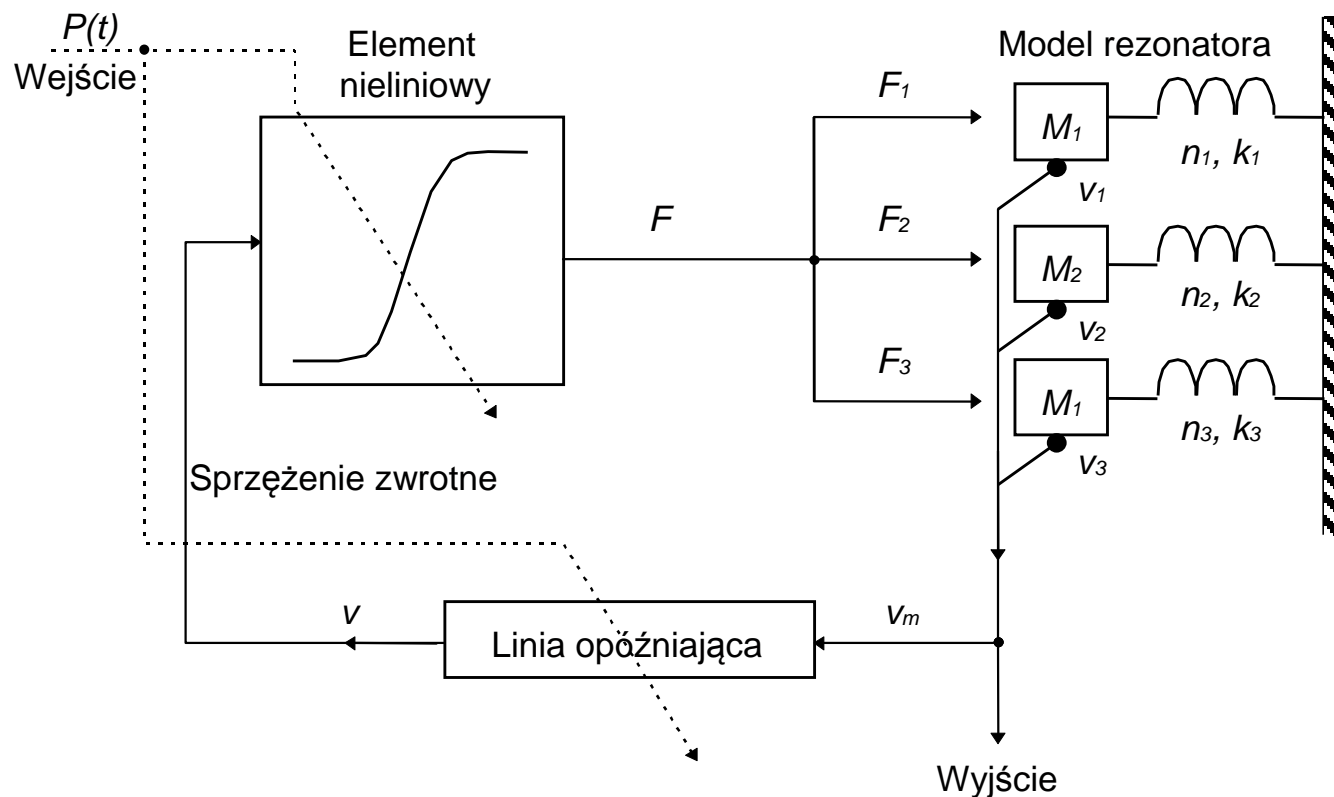 P(t)
Wejście
Element
nieliniowy
Model rezonatora
F
F1
F2
F3
M1
n1, k1
v1
M2
n2, k2
v2
M1
n3, k3
v3
Sprzężenie zwrotne
v
Linia opóźniająca
vm
Wyjście